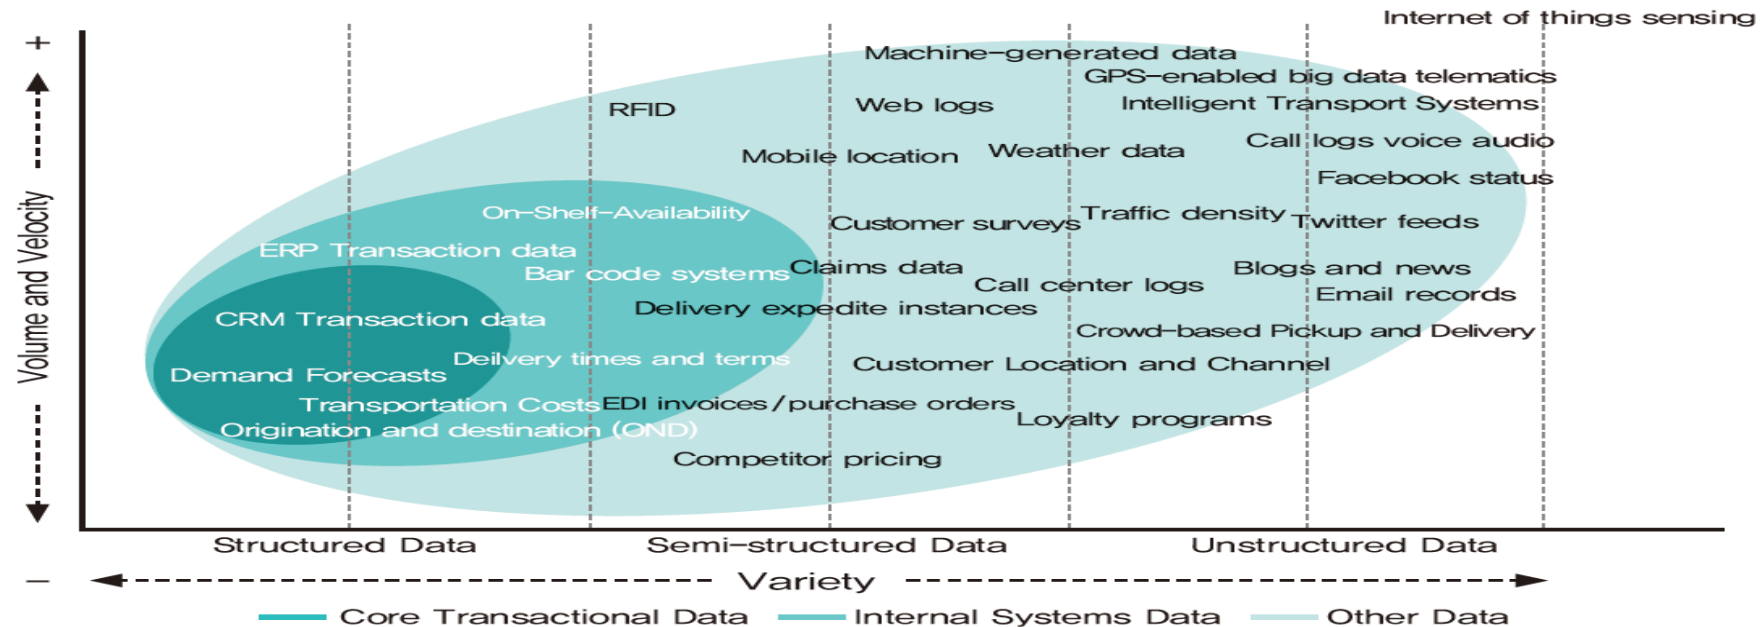 Internet of things sensing
+
Machine-generated data
GPS-enabled big data telematics
RFID
Web logs
Intelligent Transport Systems
Call logs voice audio
Mobile location
Weather data
Facebook status
On-Shelf-Availability
Customer surveys
Traffic density
Twitter feeds
ERP Transaction data
Bar code systems
Claims data
Blogs and news
Call center logs
Email records
Delivery expedite instances
CRM Transaction data
Crowd-based Pickup and Delivery
Deilvery times and terms
Customer Location and Channel
Demand Forecasts
Transportation Costs
EDI invoices/purchase orders
Loyalty programs
Origination and destination (OND)
Competitor pricing
Volume and Velocity
Structured Data
Semi-structured Data
Unstructured Data
–
Variety
Core Transactional Data
Internal Systems Data
Other Data